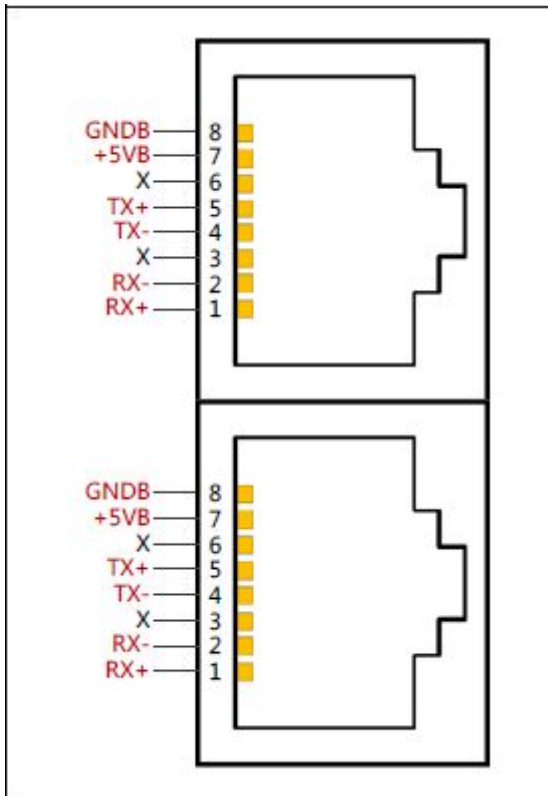 GNDB 8
+5VB 7
X 6
TX+ 5
TX- 4
X 3
RX- 2
RX+ 1
GNDB 8
+5VB 7
X 6
TX+ 5
TX- 4
X 3
RX- 2
RX+ 1